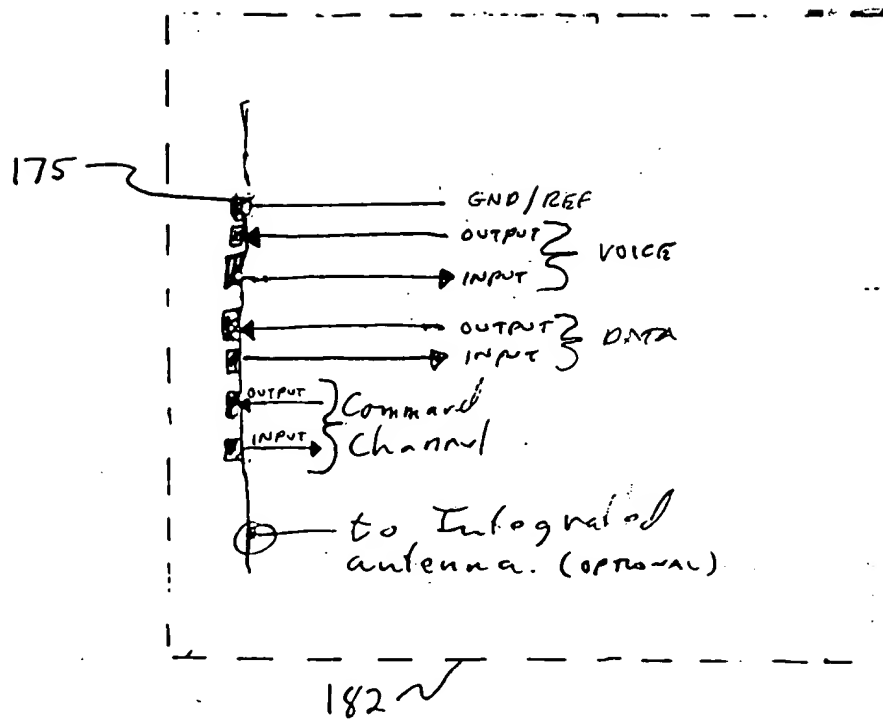 175
GND/REF
OUTPUT
VOICE
INPUT
OUTPUT
DATA
INPUT
OUTPUT
Command
INPUT
Channel
to Integrated
antenna. (OPTIONAL)
182